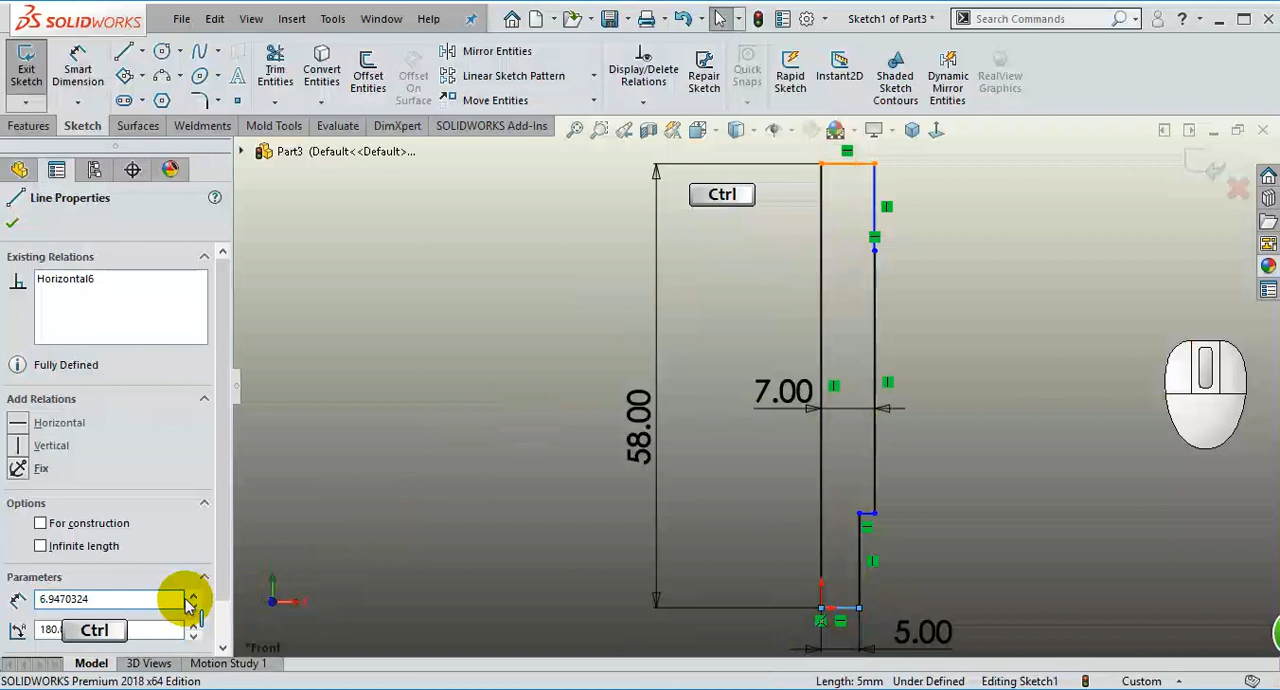 SOLIDWORKS
File Edit View Insert Tools Window Help
Sketch1 of Part3 *
Search Commands
?
Exit Sketch
Smart Dimension
Trim Entities
Convert Entities
Offset Entities
Offset On Surface
Mirror Entities
Linear Sketch Pattern
Move Entities
Display/Delete Relations
Repair Sketch
Quick Snaps
Rapid Sketch
Instant2D
Shaded Sketch Contours
Dynamic Mirror Entities
RealView Graphics
Features Sketch Surfaces Weldments Mold Tools Evaluate DimXpert SOLIDWORKS Add-Ins
Part3 (Default<<Default>...
Line Properties
?
Existing Relations
Horizontal6
Fully Defined
Add Relations
Horizontal
Vertical
Fix
Options
For construction
Infinite length
Parameters
6.9470324
180.
Ctrl
Ctrl
58.00
7.00
5.00
*Front
Model 3D Views Motion Study 1
SOLIDWORKS Premium 2018 x64 Edition
Length: 5mm Under Defined Editing Sketch1 Custom